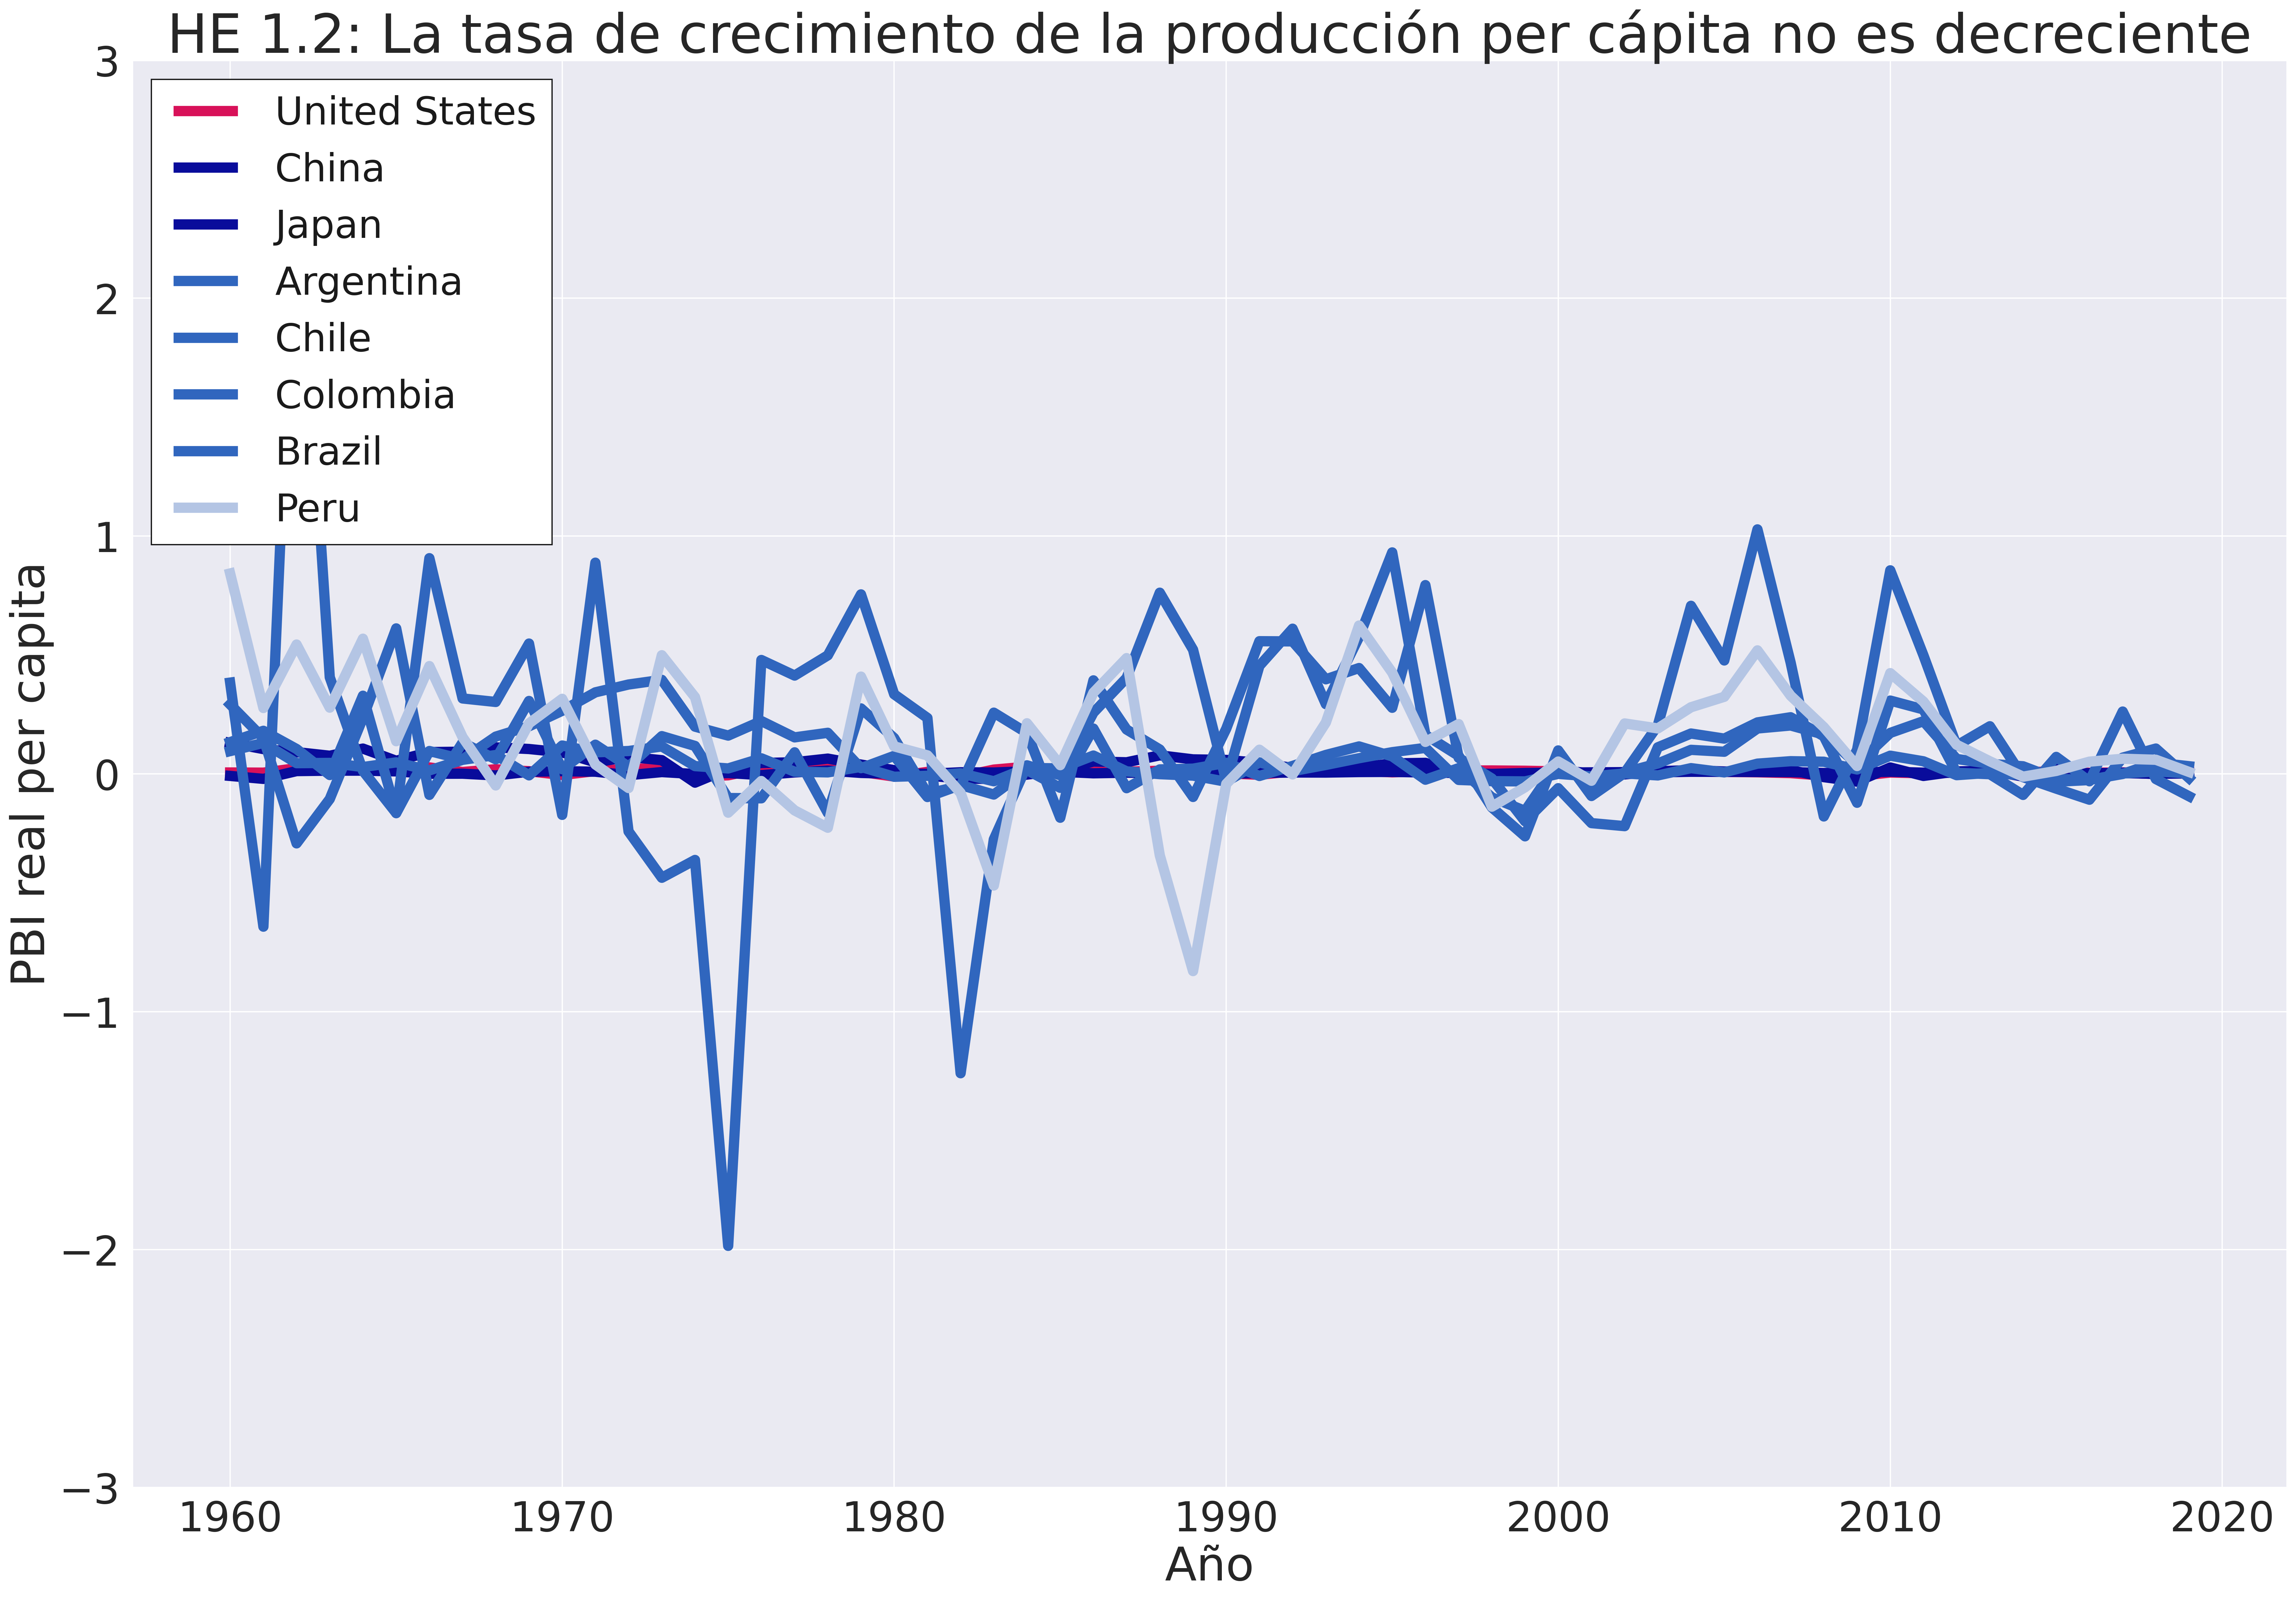 HE 1.2: La tasa de crecimiento de la producción per cápita no es decreciente
3
2
1
0
−1
−2
−3
PBI real per capita
United States
China
Japan
Argentina
Chile
Colombia
Brazil
Peru
1960 1970 1980 1990 2000 2010 2020
Año